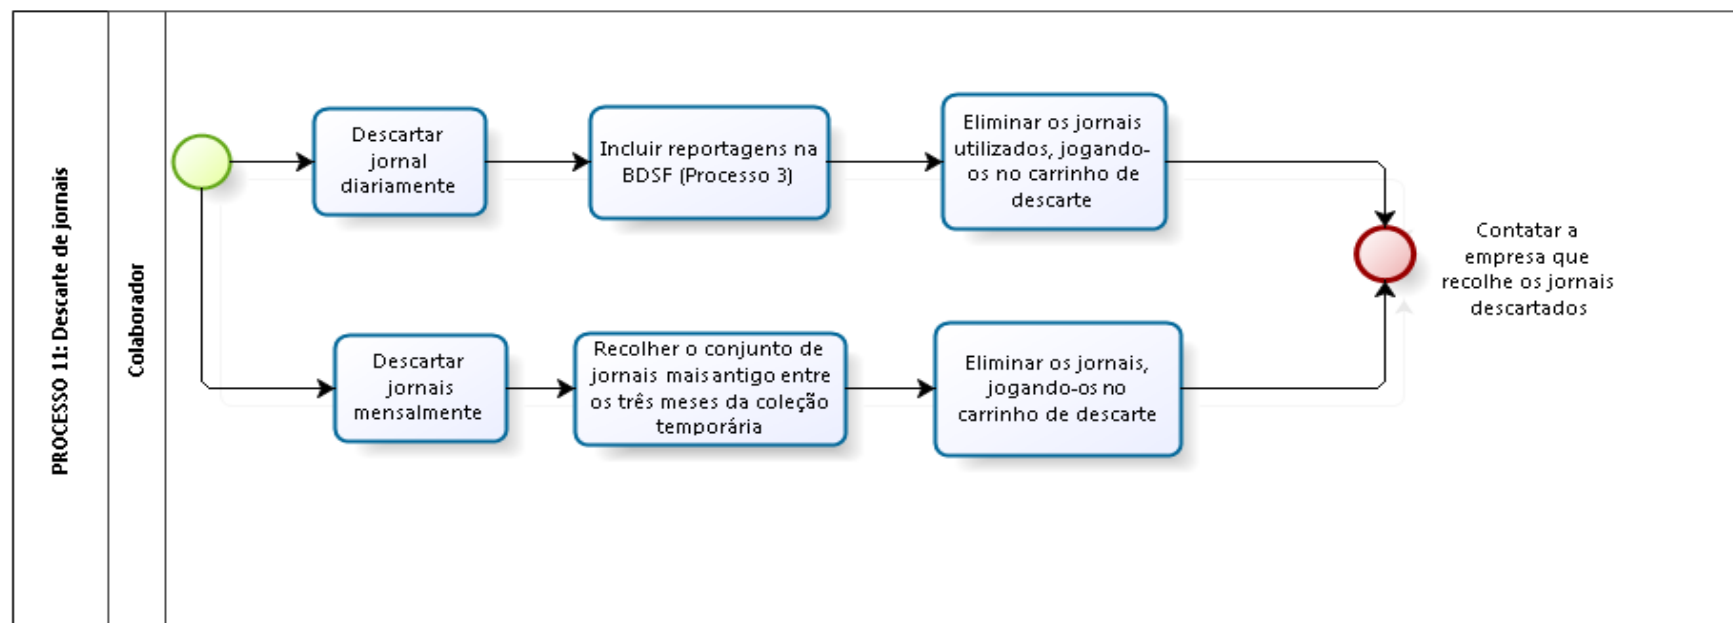 PROCESSO 11: Descarte de jornais
Colaborador
Descartar
jornal
diariamente
Incluir reportagens na
BDSF (Processo 3)
Eliminar os jornais
utilizados, jogando-
os no carrinho de
descarte
Contatar a
empresa que
recolhe os jornais
descartados
Descartar
jornais
mensalmente
Recolher o conjunto de
jornais maisantigo entre
os três meses da coleção
temporária
Eliminar os jornais,
jogando-os no
carrinho de descarte